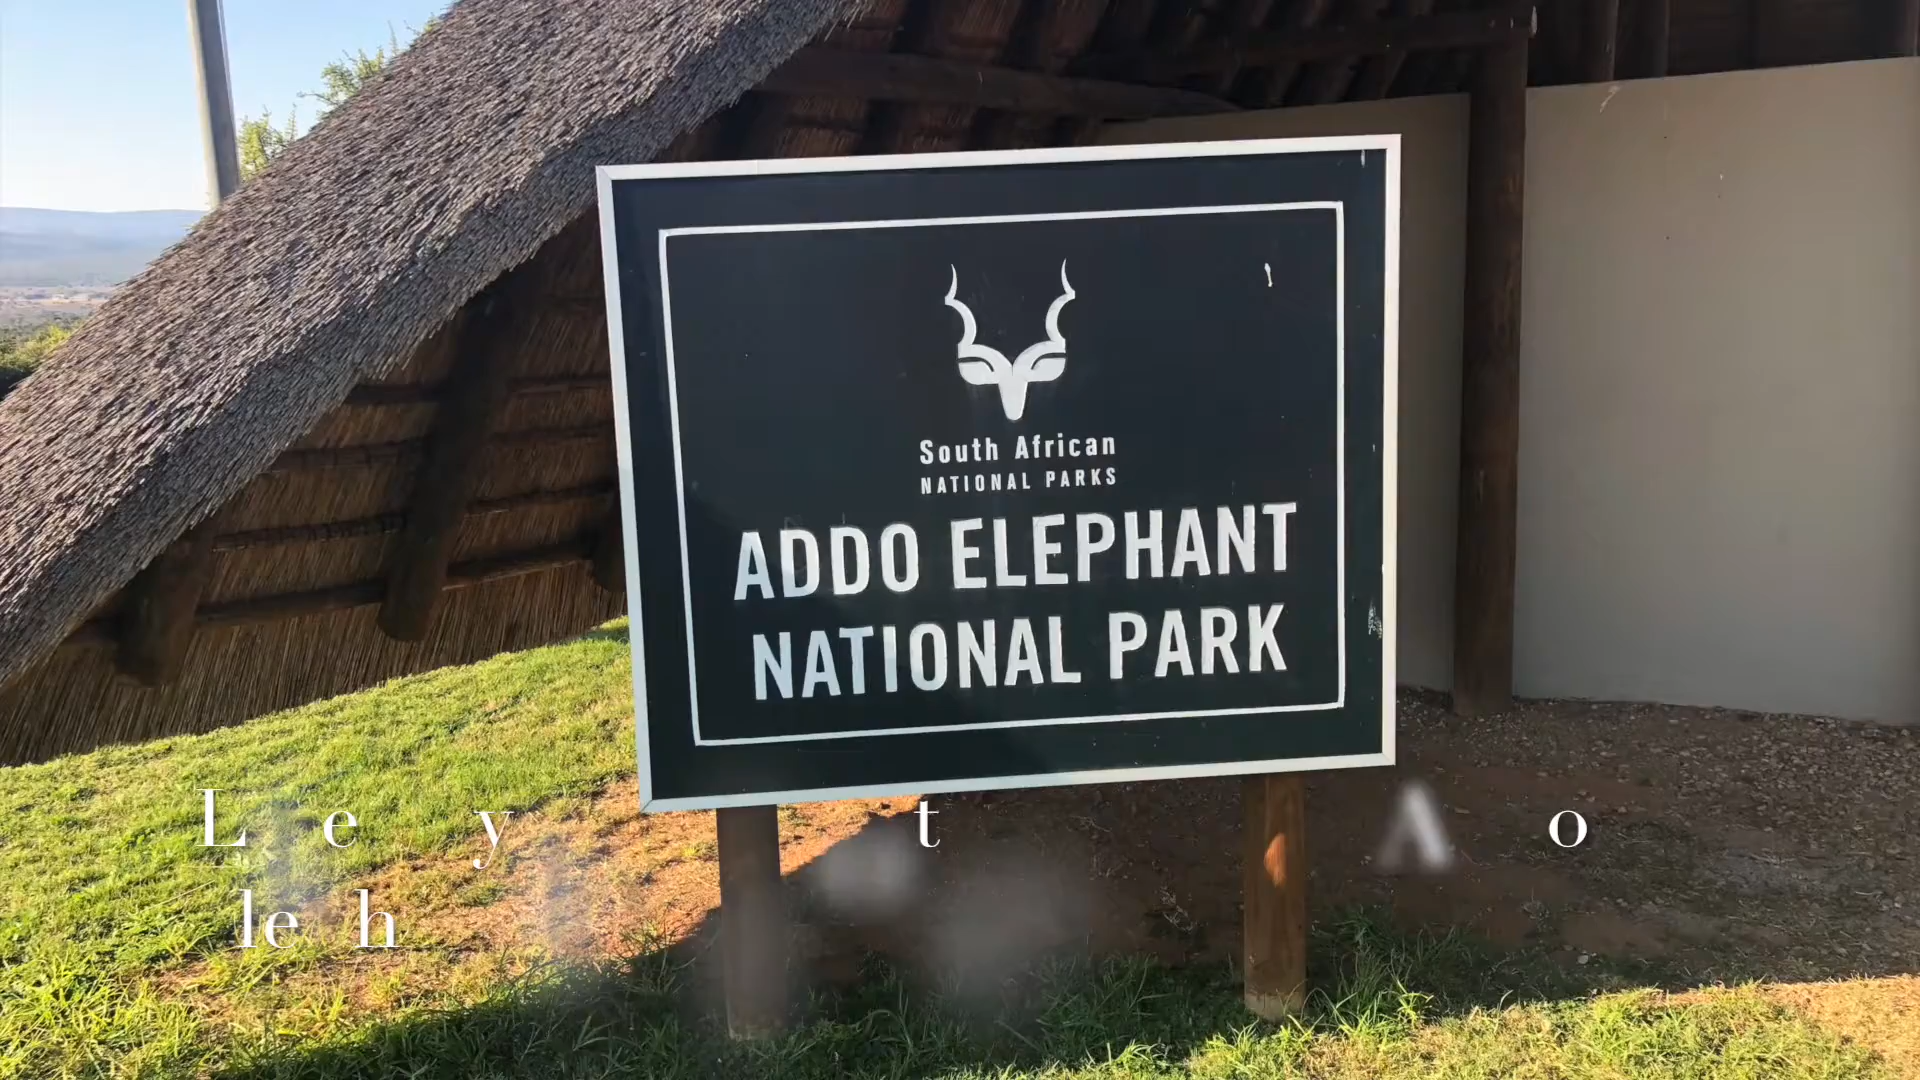 South African
NATIONAL PARKS
ADDO ELEPHANT
NATIONAL PARK
L e y t o
le h